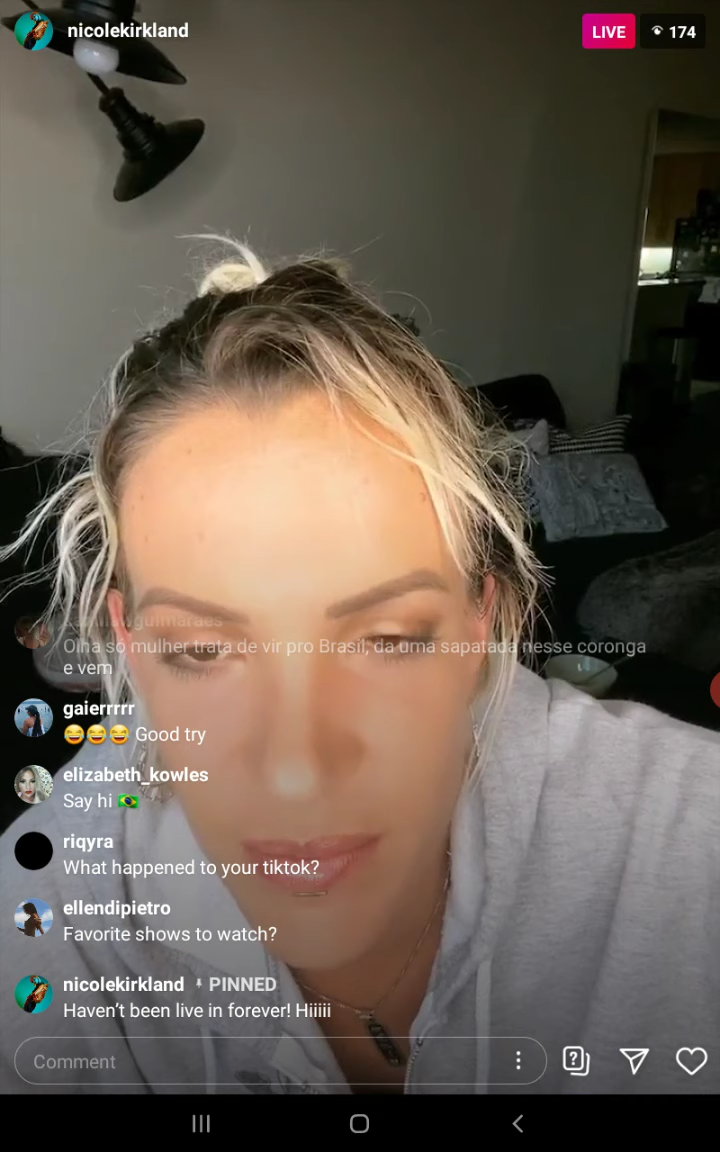 nicolekirkland
LIVE
174
Olha só mulher trata de vir pro Brasil, da uma sapatada nesse coronga
e vem
gaierrrrr
😂😂😂 Good try
elizabeth_kowles
Say hi 🇧🇷
riqyra
What happened to your tiktok?
ellendipietro
Favorite shows to watch?
nicolekirkland PINNED
Haven't been live in forever! Hiiiii
Comment